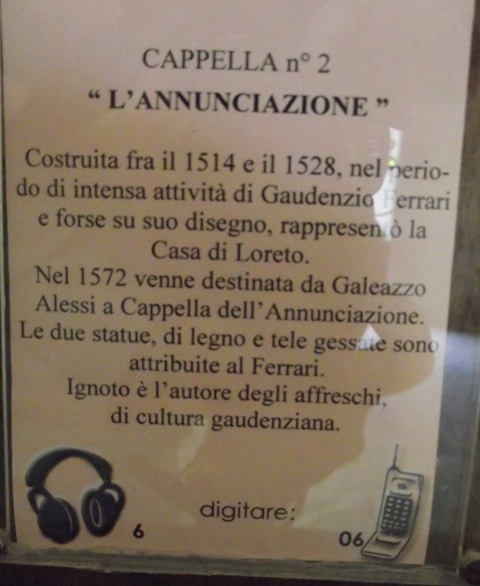 CAPPELLA n° 2
“ L’ANNUNCIAZIONE ”
Costruita fra il 1514 e il 1528, nel perio-
do di intensa attività di Gaudenzio Ferrari
e forse su suo disegno, rappresentò la
Casa di Loreto.
Nel 1572 venne destinata da Galeazzo
Alessi a Cappella dell’Annunciazione.
Le due statue, di legno e tele gessate sono
attribuite al Ferrari.
Ignoto è l’autore degli affreschi,
di cultura gaudenziana.
digitare:
6 06